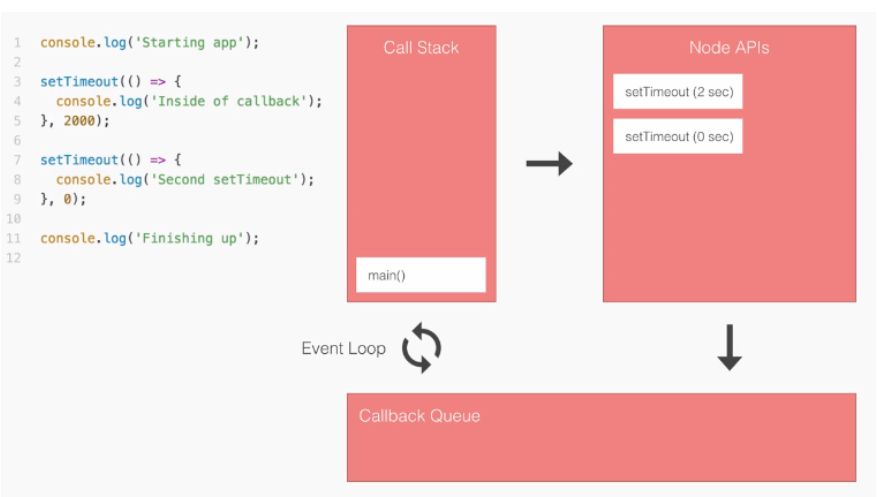 1 console.log('Starting app');
2
3 setTimeout(() => {
4   console.log('Inside of callback');
5 }, 2000);
6
7 setTimeout(() => {
8   console.log('Second setTimeout');
9 }, 0);
10
11 console.log('Finishing up');
12
Call Stack
main()
Node APIs
setTimeout (2 sec)
setTimeout (0 sec)
Event Loop
Callback Queue